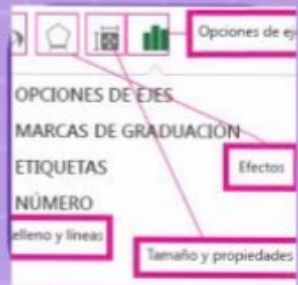 Opciones de ej
OPCIONES DE EJES
MARCAS DE GRADUACIÓN
ETIQUETAS
Efectos
NÚMERO
elleno y líneas
Tamaño y propiedades